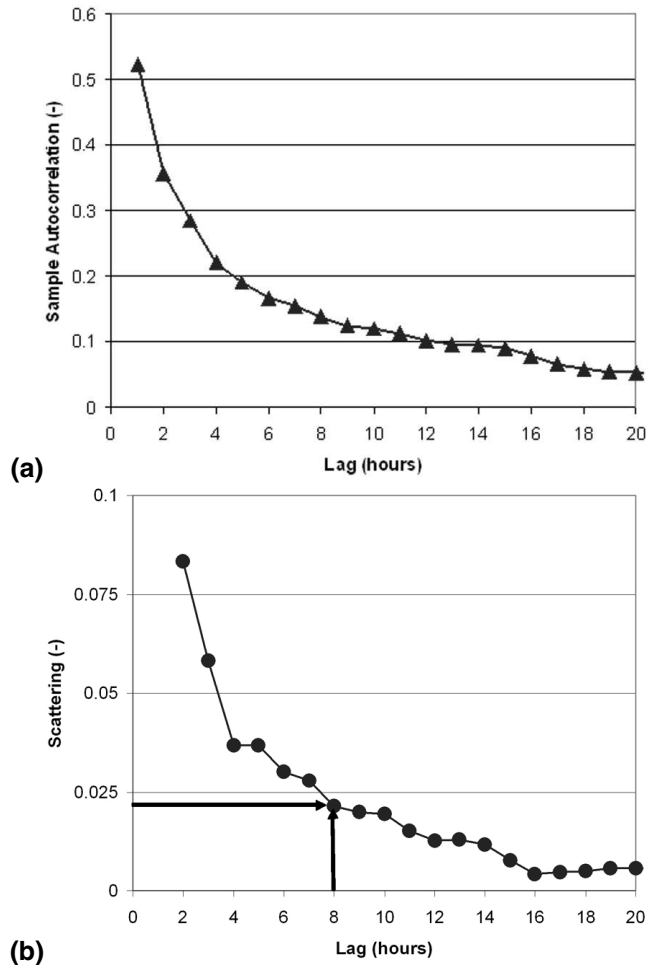 0.6
0.5
0.4
0.3
0.2
0.1
0
Sample Autocorrelation (-)
0 2 4 6 8 10 12 14 16 18 20
Lag (hours)
(a)
0.1
0.075
0.05
0.025
0
Scattering (-)
0 2 4 6 8 10 12 14 16 18 20
Lag (hours)
(b)